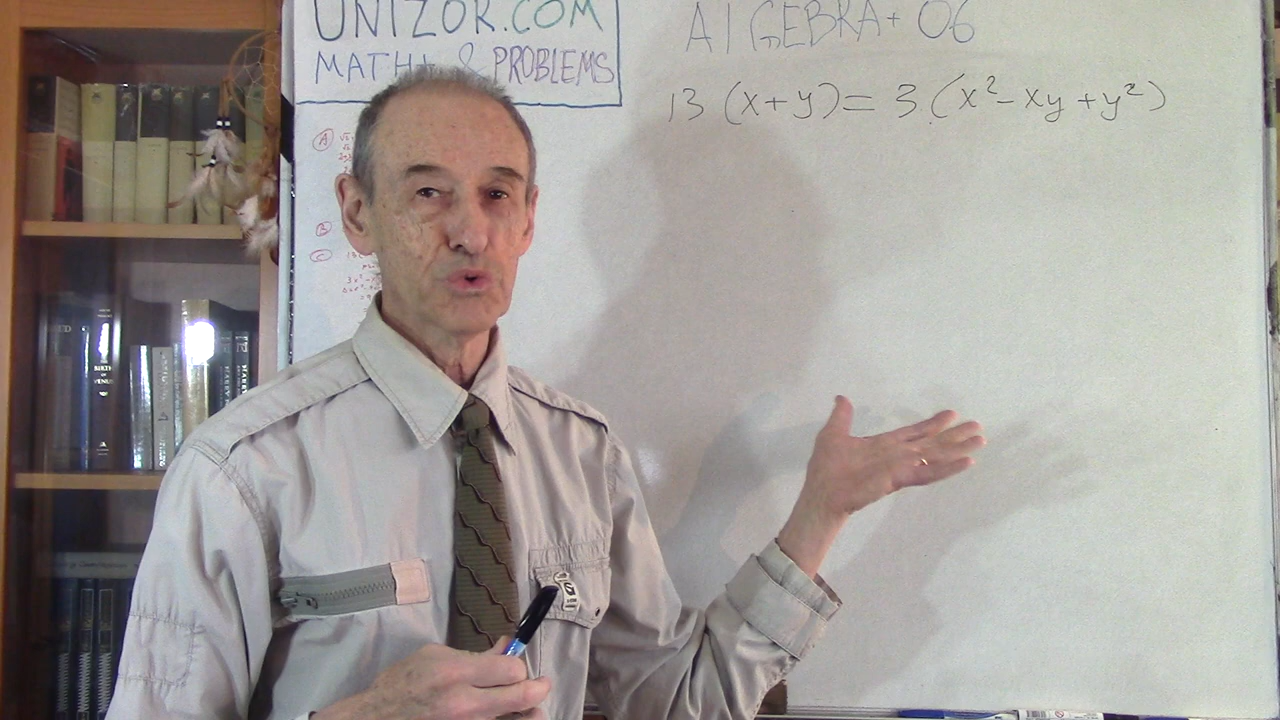 UNIZOR.COM
MATH+ & PROBLEMS
ALGEBRA+ 06
13 (x+y)= 3 (x²-xy+y²)
A
B
C